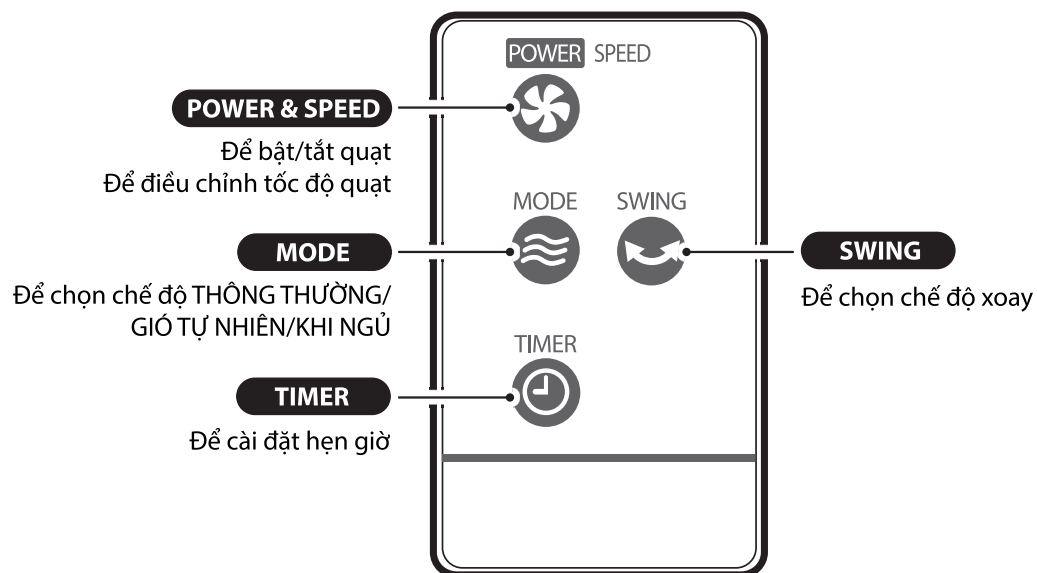 POWER SPEED
POWER & SPEED
Để bật/tắt quạt
Để điều chỉnh tốc độ quạt
MODE SWING
MODE
Để chọn chế độ THÔNG THƯỜNG/
GIÓ TỰ NHIÊN/KHI NGỦ
SWING
Để chọn chế độ xoay
TIMER
TIMER
Để cài đặt hẹn giờ